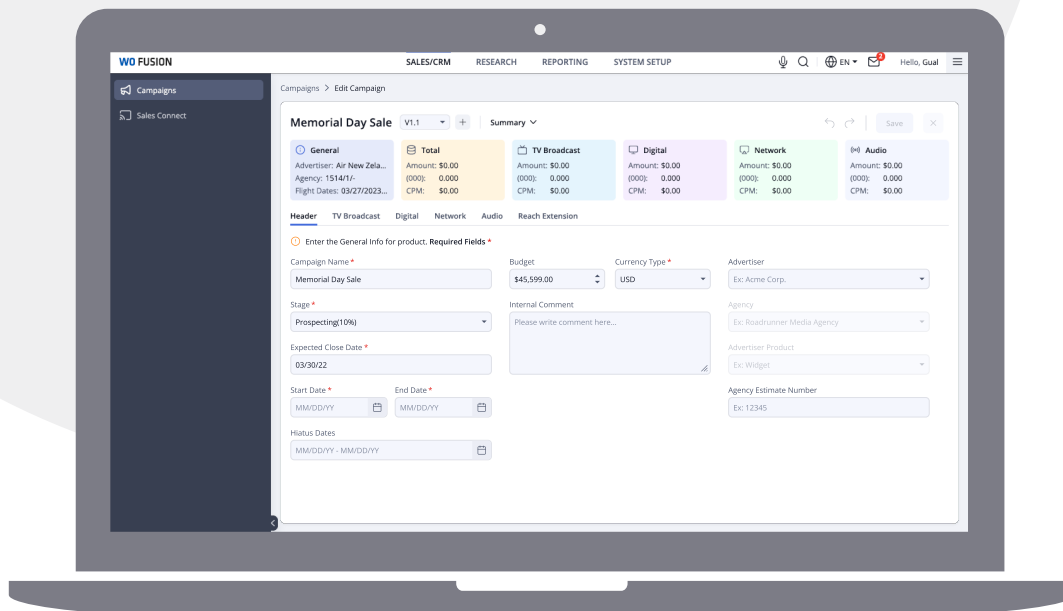 WO FUSION
SALES/CRM RESEARCH REPORTING SYSTEM SETUP
EN
2
Hello, Gual
Campaigns
Sales Connect
Campaigns > Edit Campaign
Memorial Day Sale V1.1 + Summary
Save
General
Advertiser: Air New Zela...
Agency: 1514/1/-
Flight Dates: 03/27/2023...
Total
Amount: $0.00
(000): 0.000
CPM: $0.00
TV Broadcast
Amount: $0.00
(000): 0.000
CPM: $0.00
Digital
Amount: $0.00
(000): 0.000
CPM: $0.00
Network
Amount: $0.00
(000): 0.000
CPM: $0.00
Audio
Amount: $0.00
(000): 0.000
CPM: $0.00
Header TV Broadcast Digital Network Audio Reach Extension
Enter the General Info for product. Required Fields *
Campaign Name *
Memorial Day Sale
Stage *
Prospecting(10%)
Expected Close Date *
03/30/22
Start Date * End Date *
MM/DD/YY MM/DD/YY
Hiatus Dates
MM/DD/YY - MM/DD/YY
Budget Currency Type *
$45,599.00 USD
Internal Comment
Please write comment here...
Advertiser
Ex: Acme Corp.
Agency
Ex: Roadrunner Media Agency
Advertiser Product
Ex: Widget
Agency Estimate Number
Ex: 12345